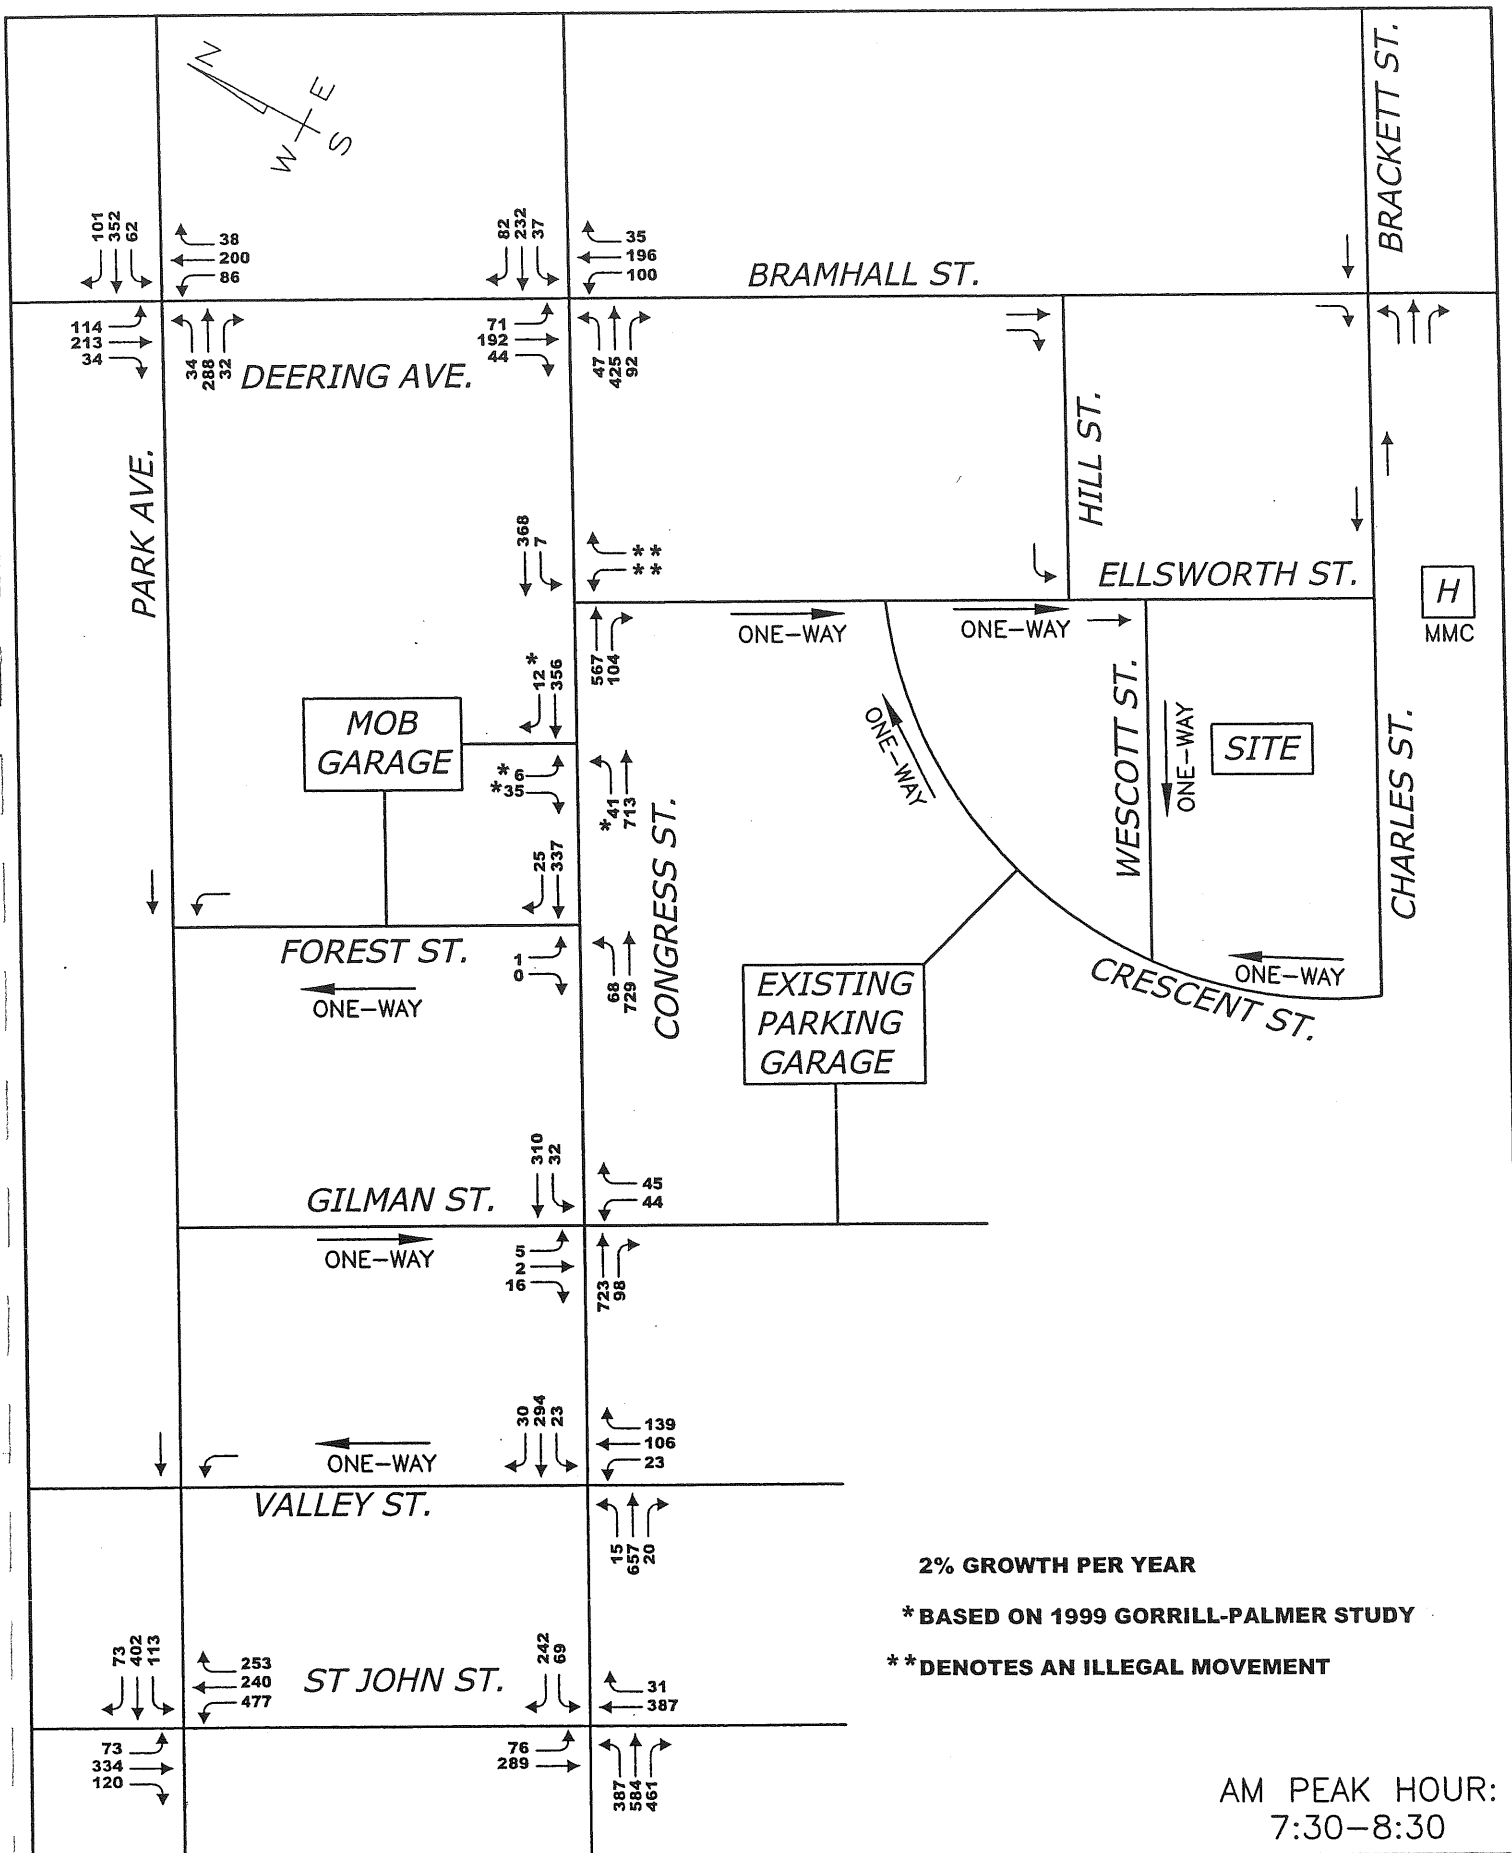 N
E
W
S
BRACKETT ST.
101
352
62
38
200
86
82
232
37
35
196
100
BRAMHALL ST.
114
213
34
34
288
32
DEERING AVE.
71
192
44
47
425
92
PARK AVE.
HILL ST.
368
7
**
**
ELLSWORTH ST.
H
MMC
ONE-WAY
ONE-WAY
567
104
12*
356
MOB
GARAGE
*6
*35
*41
713
ONE-WAY
WESCOTT ST.
ONE-WAY
SITE
CHARLES ST.
25
337
CONGRESS ST.
FOREST ST.
ONE-WAY
1
0
68
729
EXISTING
PARKING
GARAGE
ONE-WAY
CRESCENT ST.
310
32
45
44
GILMAN ST.
ONE-WAY
5
2
16
723
98
30
294
23
139
106
23
ONE-WAY
VALLEY ST.
15
657
20
2% GROWTH PER YEAR
*BASED ON 1999 GORRILL-PALMER STUDY
**DENOTES AN ILLEGAL MOVEMENT
73
402
113
253
240
477
ST JOHN ST.
242
69
31
387
73
334
120
76
289
387
584
461
AM PEAK HOUR:
7:30-8:30